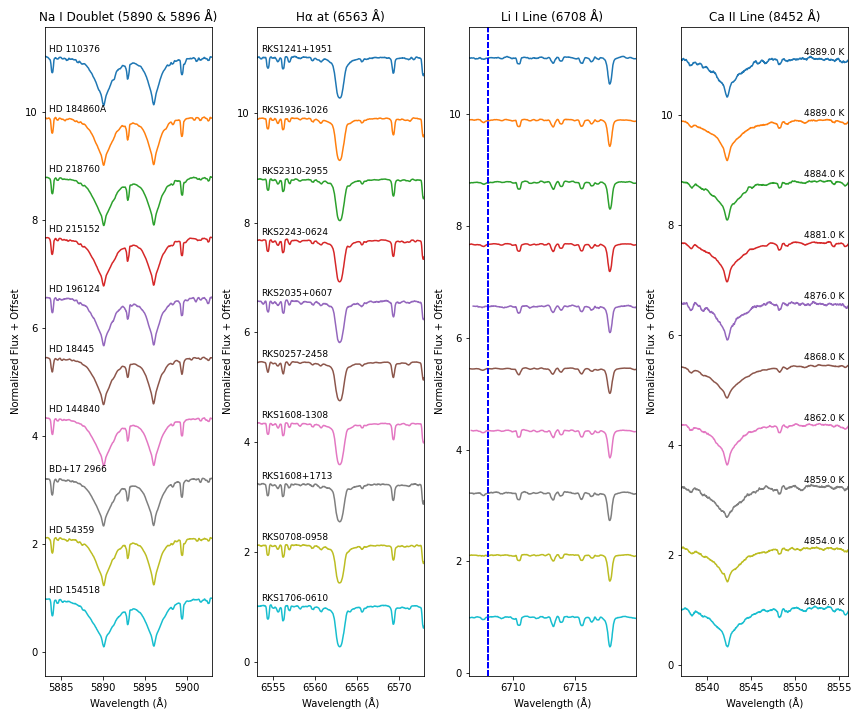 Na I Doublet (5890 & 5896 Å)
Hα at (6563 Å)
Li I Line (6708 Å)
Ca II Line (8452 Å)
HD 110376
RKS1241+1951
4889.0 K
HD 184860A
RKS1936-1026
4889.0 K
HD 218760
RKS2310-2955
4884.0 K
HD 215152
RKS2243-0624
4881.0 K
HD 196124
RKS2035+0607
4876.0 K
HD 18445
RKS0257-2458
4868.0 K
HD 144840
RKS1608-1308
4862.0 K
BD+17 2966
RKS1608+1713
4859.0 K
HD 54359
RKS0708-0958
4854.0 K
HD 154518
RKS1706-0610
4846.0 K
Normalized Flux + Offset
Normalized Flux + Offset
Normalized Flux + Offset
Normalized Flux + Offset
10
8
6
4
2
0
10
8
6
4
2
0
10
8
6
4
2
0
10
8
6
4
2
0
5885 5890 5895 5900
6555 6560 6565 6570
6710 6715
8540 8545 8550 8555
Wavelength (Å)
Wavelength (Å)
Wavelength (Å)
Wavelength (Å)